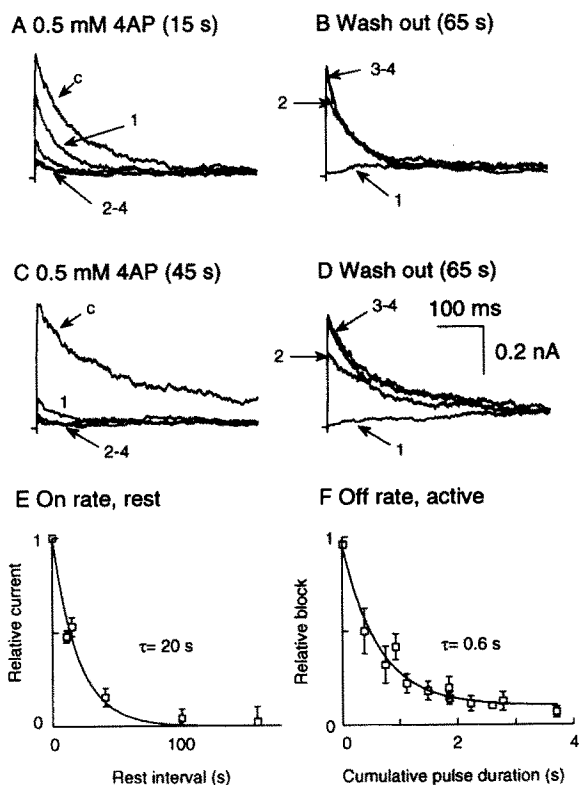 A 0.5 mM 4AP (15 s)
c
1
2-4
B Wash out (65 s)
3-4
2
1
C 0.5 mM 4AP (45 s)
c
1
2-4
D Wash out (65 s)
3-4
100 ms
0.2 nA
2
1
E On rate, rest
1
Relative current
τ= 20 s
0
0
100
Rest interval (s)
F Off rate, active
1
Relative block
τ= 0.6 s
0
0
2
4
Cumulative pulse duration (s)